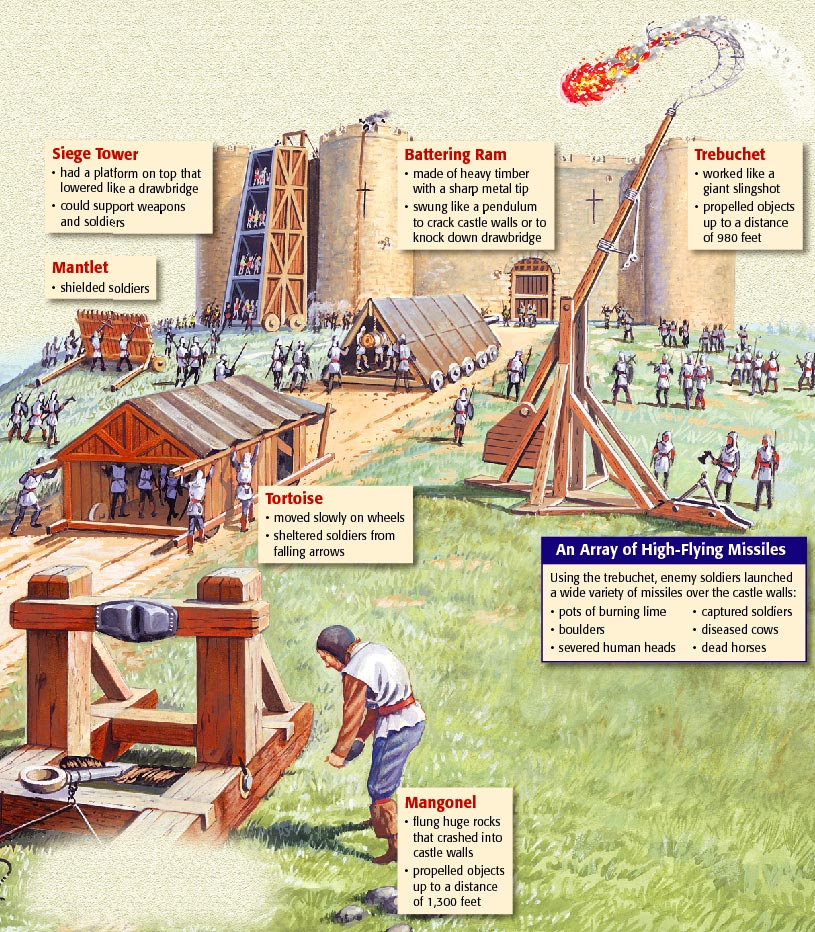 Siege Tower
• had a platform on top that
lowered like a drawbridge
• could support weapons
and soldiers
Battering Ram
• made of heavy timber
with a sharp metal tip
• swung like a pendulum
to crack castle walls or to
knock down drawbridge
Trebuchet
• worked like a
giant slingshot
• propelled objects
up to a distance
of 980 feet
Mantlet
• shielded soldiers
Tortoise
• moved slowly on wheels
• sheltered soldiers from
falling arrows
An Array of High-Flying Missiles
Using the trebuchet, enemy soldiers launched
a wide variety of missiles over the castle walls:
• pots of burning lime
• boulders
• severed human heads
• captured soldiers
• diseased cows
• dead horses
Mangonel
• flung huge rocks
that crashed into
castle walls
• propelled objects
up to a distance
of 1,300 feet